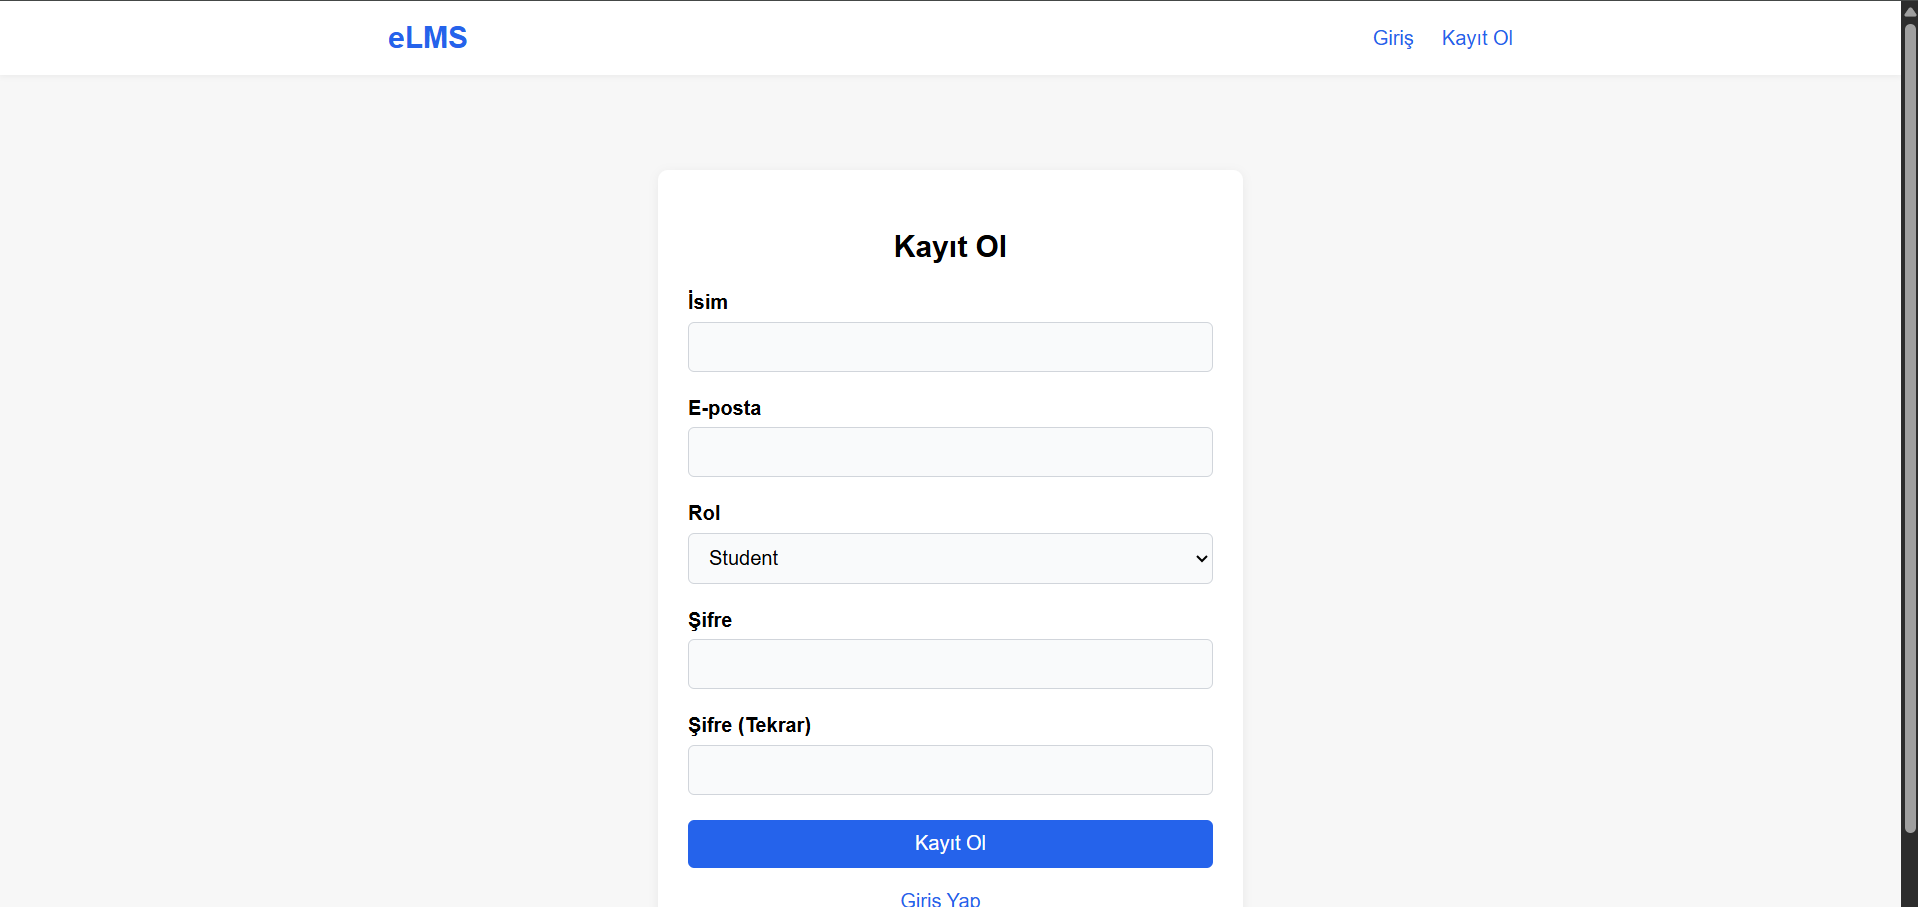 eLMS
Giriş Kayıt Ol
Kayıt Ol
İsim
E-posta
Rol
Student
Şifre
Şifre (Tekrar)
Kayıt Ol
Giriş Yap